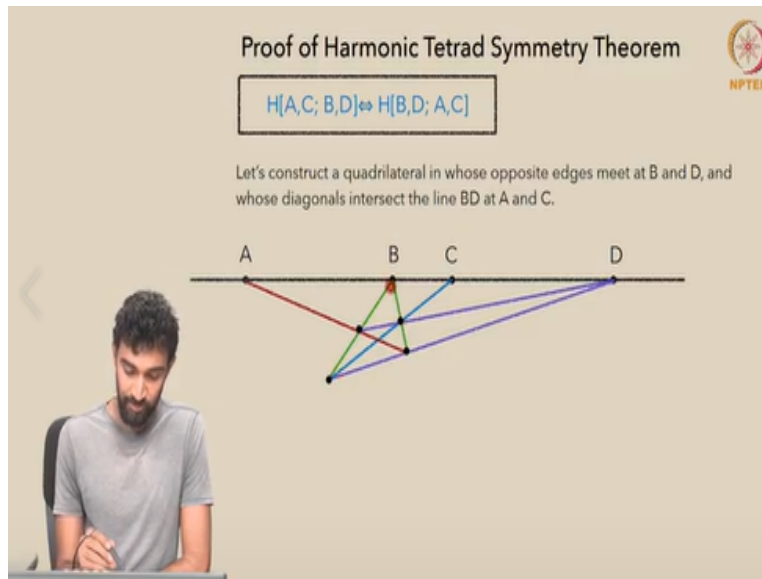 Proof of Harmonic Tetrad Symmetry Theorem
H[A,C; B,D]⇔ H[B,D; A,C]
NPTEL
Let's construct a quadrilateral in whose opposite edges meet at B and D, and
whose diagonals intersect the line BD at A and C.
A B C D